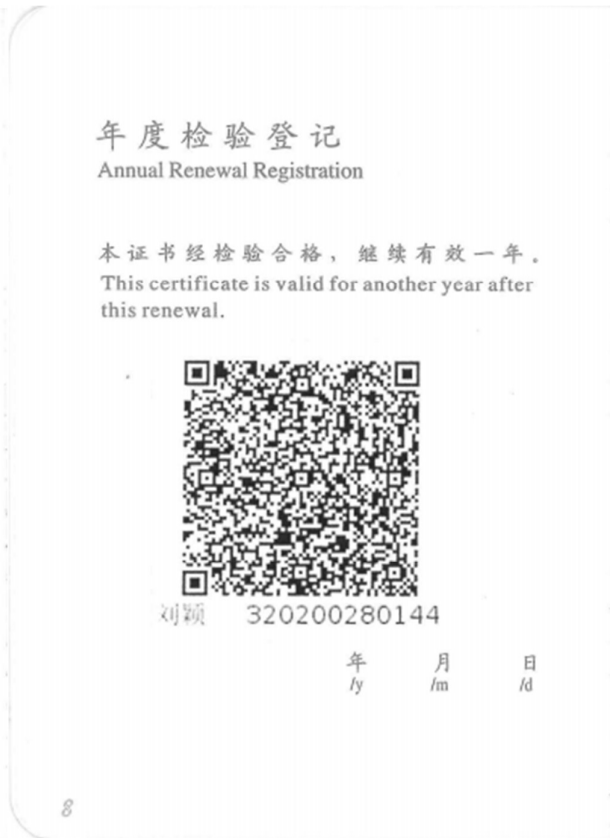 年度检验登记
Annual Renewal Registration
本证书经检验合格，继续有效一年。
This certificate is valid for another year after
this renewal.
刘颖 320200280144
年 月 日
/y /m /d
8